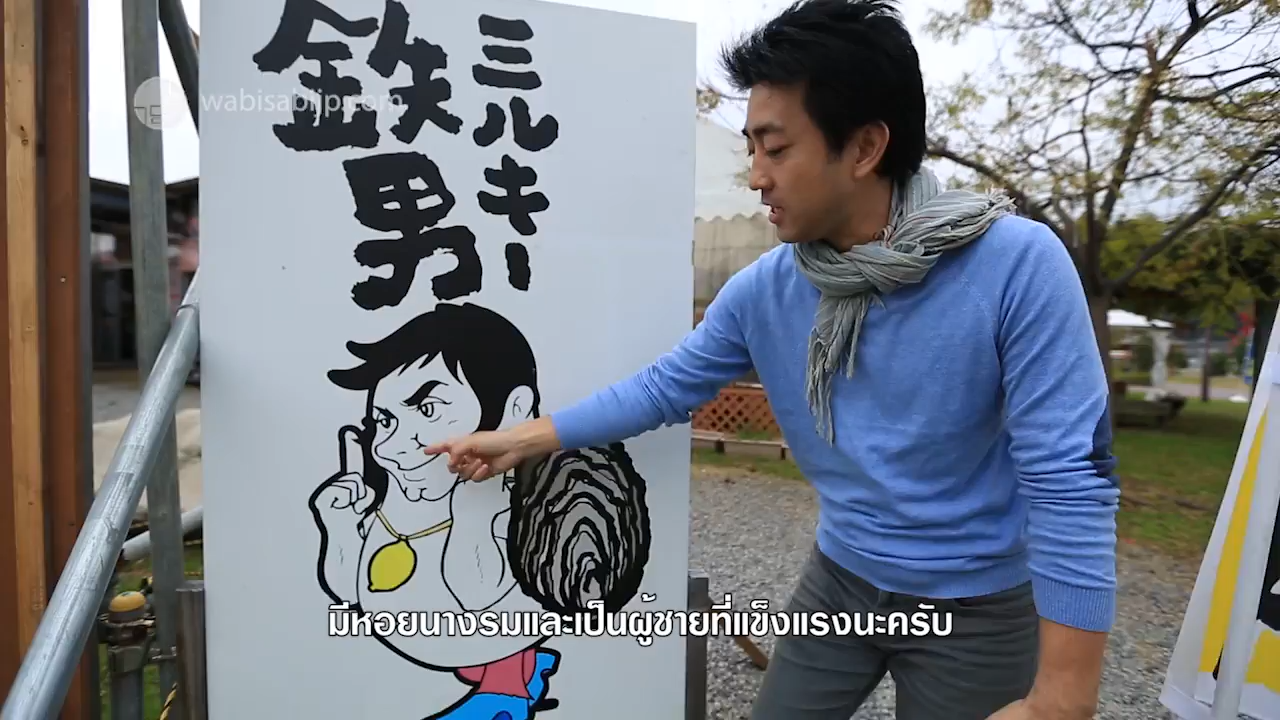 wabisabijp.com
ミルキー
鉄男
มีหอยนางรมและเป็นผู้ชายที่แข็งแรงนะครับ